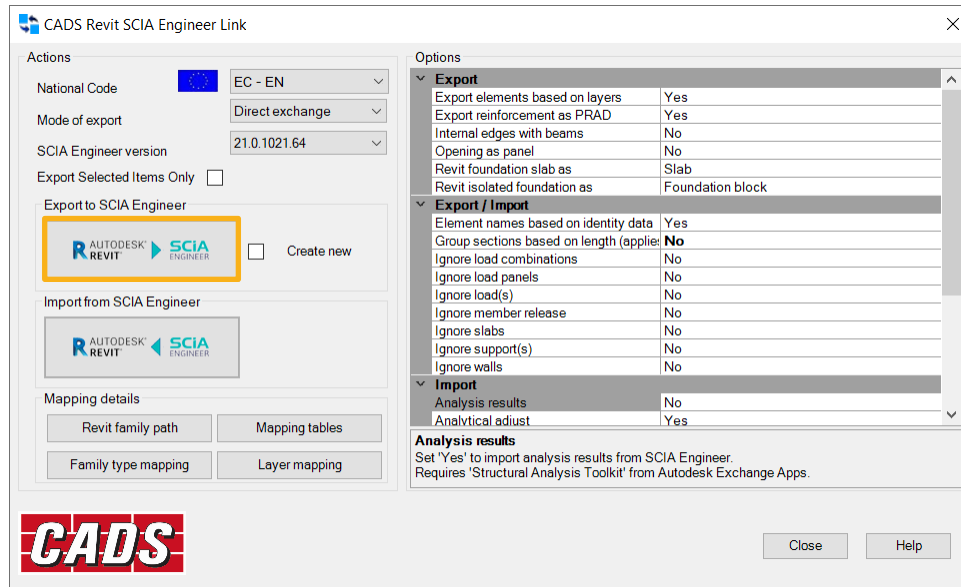 CADS Revit SCIA Engineer Link
Actions
National Code
EC - EN
Mode of export
Direct exchange
SCIA Engineer version
21.0.1021.64
Export Selected Items Only
Export to SCIA Engineer
R AUTODESK® REVIT® SCIA ENGINEER
Create new
Import from SCIA Engineer
R AUTODESK® REVIT® SCIA ENGINEER
Mapping details
Revit family path
Mapping tables
Family type mapping
Layer mapping
CADS
Options
Export
Export elements based on layers Yes
Export reinforcement as PRAD Yes
Internal edges with beams No
Opening as panel No
Revit foundation slab as Slab
Revit isolated foundation as Foundation block
Export / Import
Element names based on identity data Yes
Group sections based on length (applies No
Ignore load combinations No
Ignore load panels No
Ignore load(s) No
Ignore member release No
Ignore slabs No
Ignore support(s) No
Ignore walls No
Import
Analysis results No
Analytical adjust Yes
Analysis results
Set 'Yes' to import analysis results from SCIA Engineer.
Requires 'Structural Analysis Toolkit' from Autodesk Exchange Apps.
Close
Help